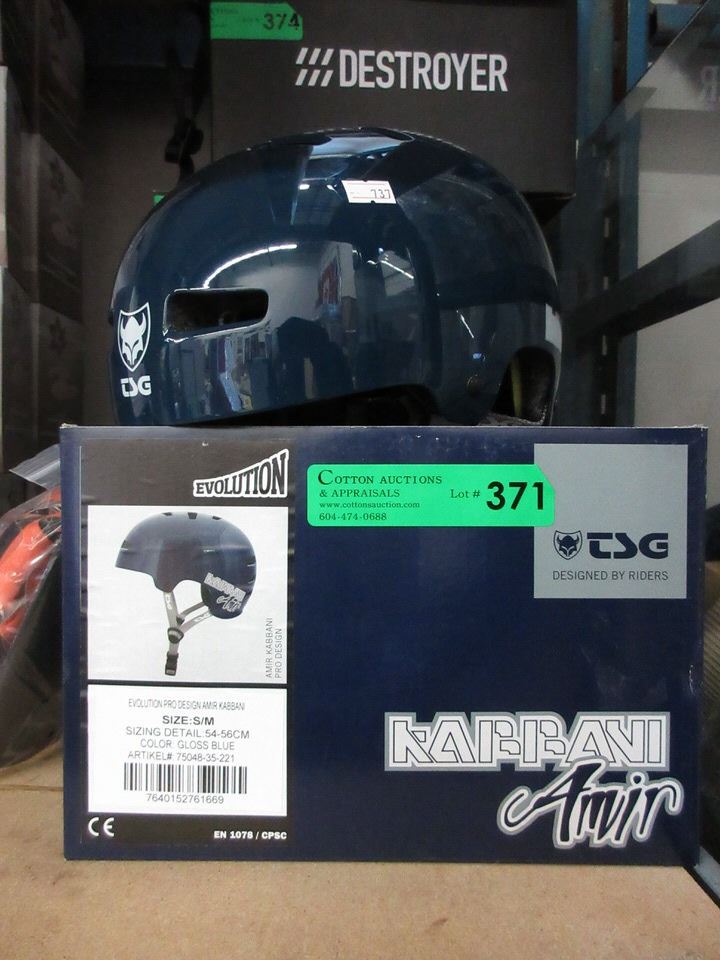 374
DESTROYER
737
TSG
EVOLUTION
KABBANI
Amir
AMIR KABBANI
PRO DESIGN
EVOLUTION PRO DESIGN AMIR KABBANI
SIZE:S/M
SIZING DETAIL:54-56CM
COLOR: GLOSS BLUE
ARTIKEL#: 75048-35-221
7640152761669
CE
EN 1078 / CPSC
COTTON AUCTIONS
& APPRAISALS
www.cottonsauction.com
604-474-0688
Lot # 371
TSG
DESIGNED BY RIDERS
KABBANI
Amir